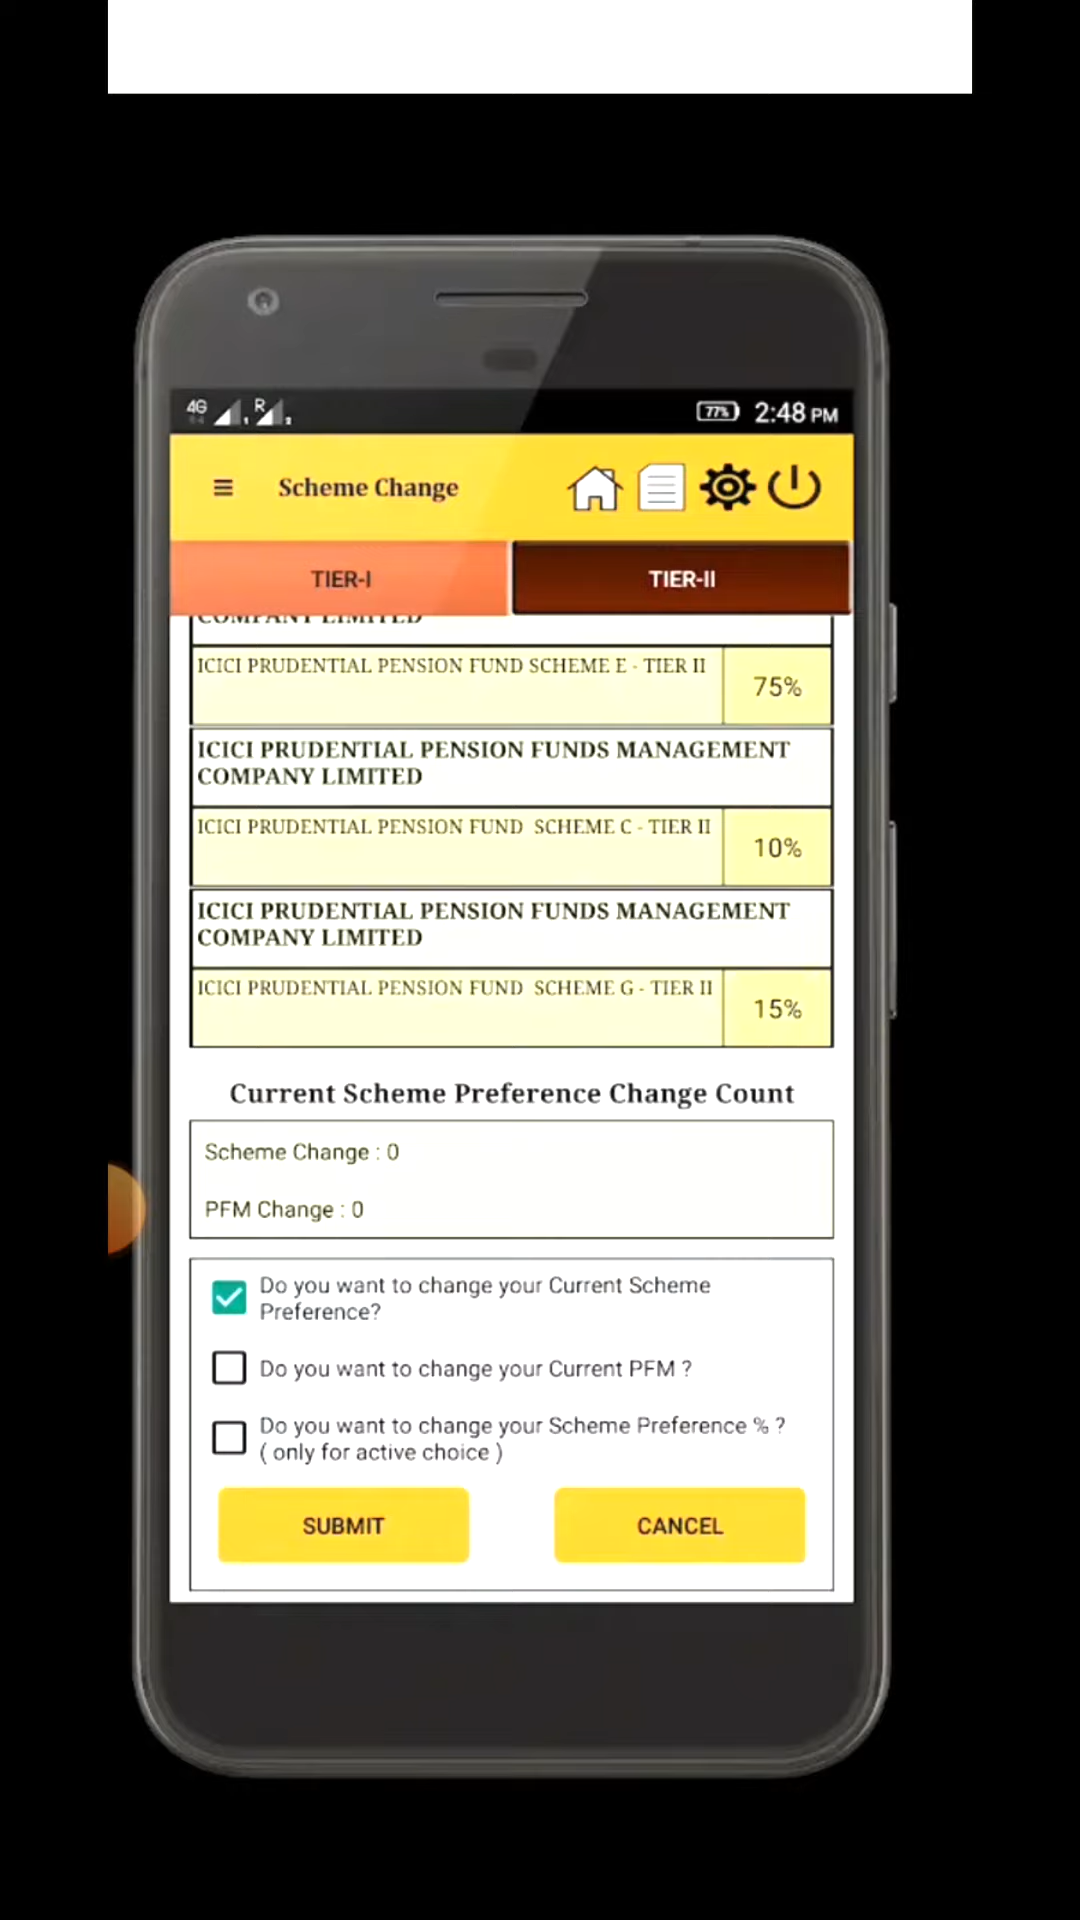 4G R 77% 2:48 PM
Scheme Change
TIER-I TIER-II
COMPANY LIMITED
ICICI PRUDENTIAL PENSION FUND SCHEME E - TIER II 75%
ICICI PRUDENTIAL PENSION FUNDS MANAGEMENT
COMPANY LIMITED
ICICI PRUDENTIAL PENSION FUND SCHEME C - TIER II 10%
ICICI PRUDENTIAL PENSION FUNDS MANAGEMENT
COMPANY LIMITED
ICICI PRUDENTIAL PENSION FUND SCHEME G - TIER II 15%
Current Scheme Preference Change Count
Scheme Change : 0
PFM Change : 0
Do you want to change your Current Scheme
Preference?
Do you want to change your Current PFM ?
Do you want to change your Scheme Preference % ?
( only for active choice )
SUBMIT CANCEL